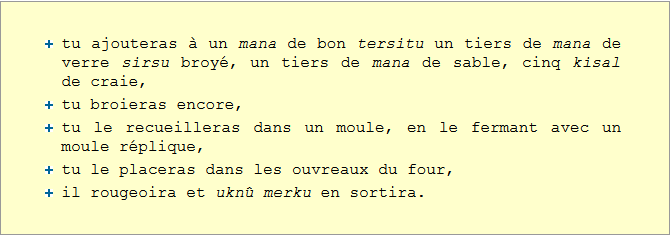 + tu ajouteras à un mana de bon tersitu un tiers de mana de
verre sirsu broyé, un tiers de mana de sable, cinq kisal
de craie,
+ tu broieras encore,
+ tu le recueilleras dans un moule, en le fermant avec un
moule réplique,
+ tu le placeras dans les ouvreaux du four,
+ il rougeoira et uknû merku en sortira.